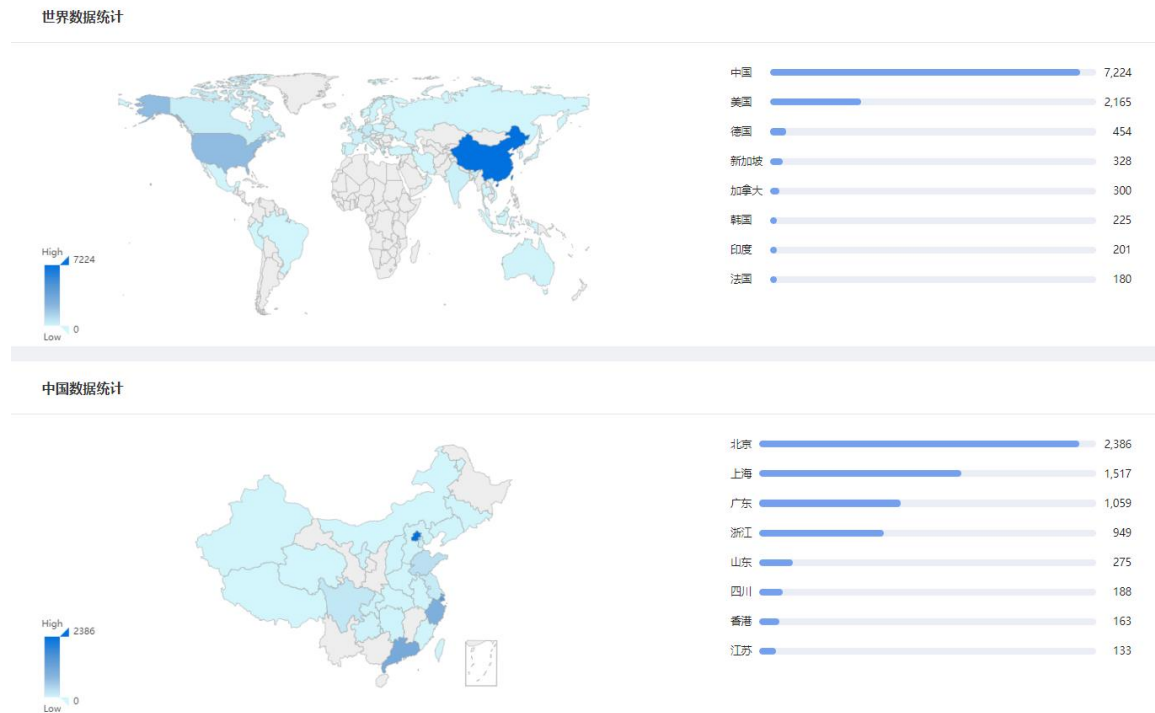 世界数据统计
中国 7,224
美国 2,165
德国 454
新加坡 328
加拿大 300
韩国 225
印度 201
法国 180
High
7224
0
Low
中国数据统计
北京 2,386
上海 1,517
广东 1,059
浙江 949
山东 275
四川 188
香港 163
江苏 133
High
2386
0
Low